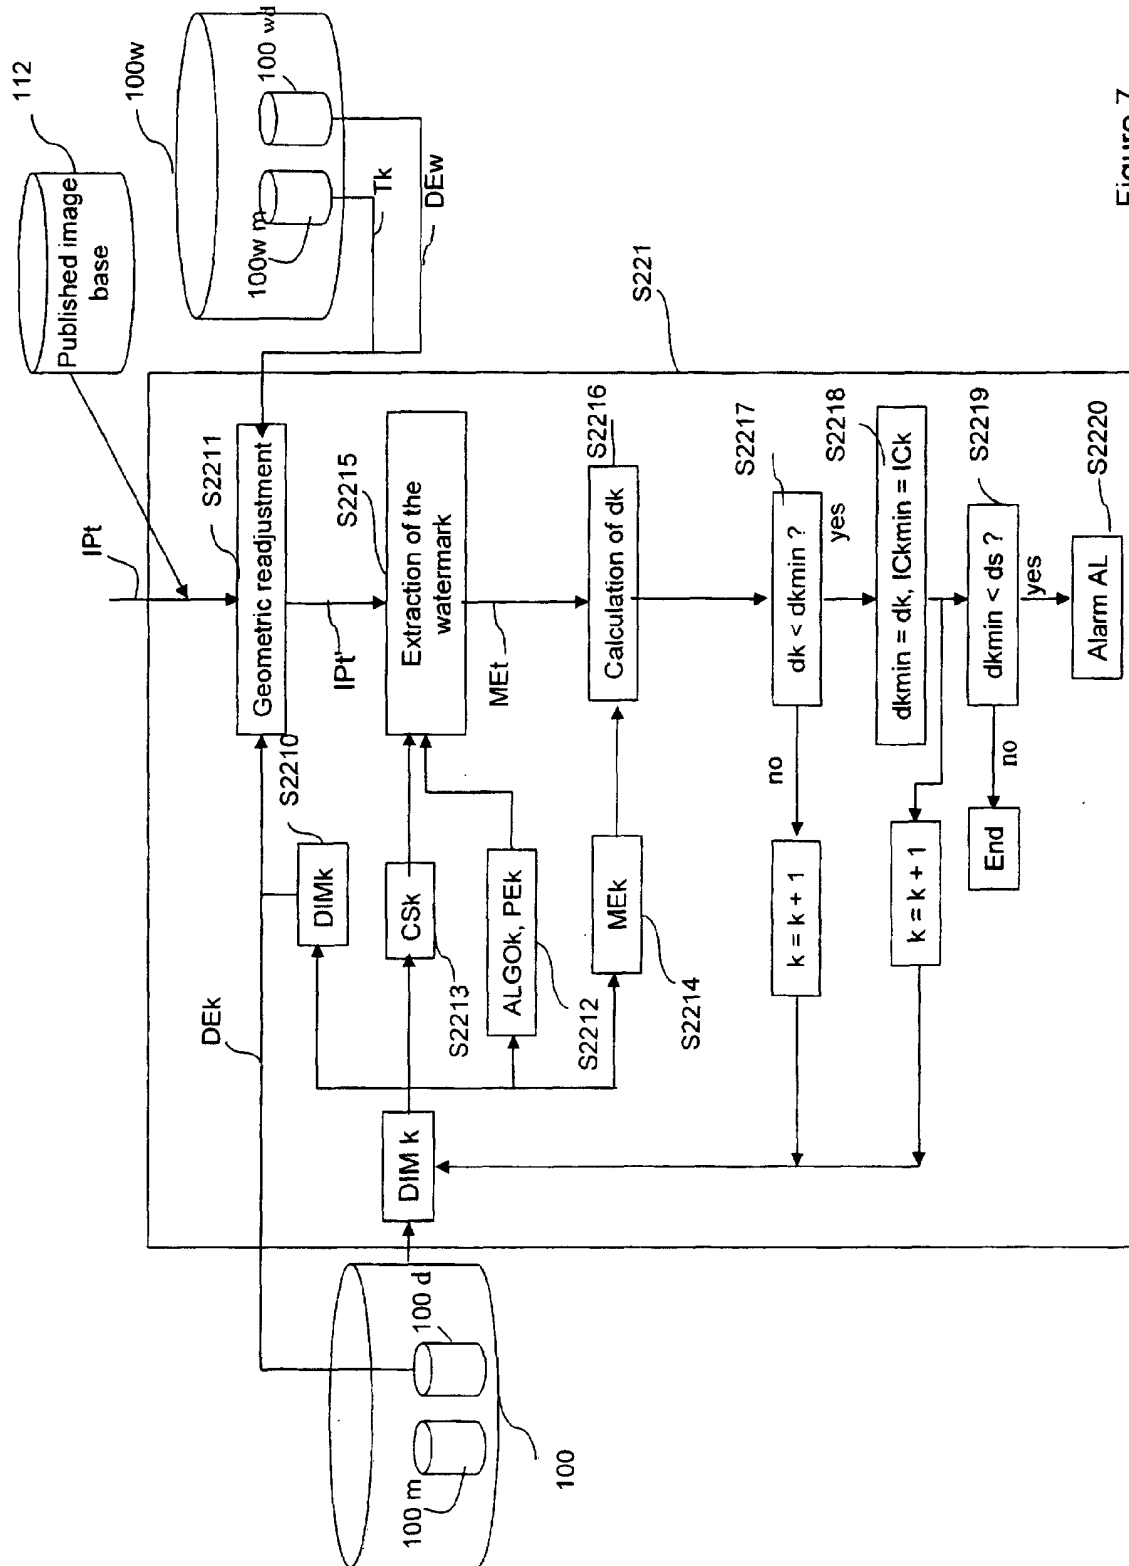 112
Published image
base
100w
100 wd
100w m
Tk
DEw
IPt
S221
S2211
Geometric readjustment
DEk
S2210
DIMk
IPt'
S2215
Extraction of the
watermark
DIM k
CSk
S2213
ALGOk, PEk
S2212
MEt
S2216
Calculation of dk
MEk
S2214
S2217
dk < dkmin ?
no
yes
k = k + 1
S2218
dkmin = dk, ICkmin = ICk
k = k + 1
S2219
dkmin < ds ?
no
yes
End
S2220
Alarm AL
100 d
100 m
100
Figure 7